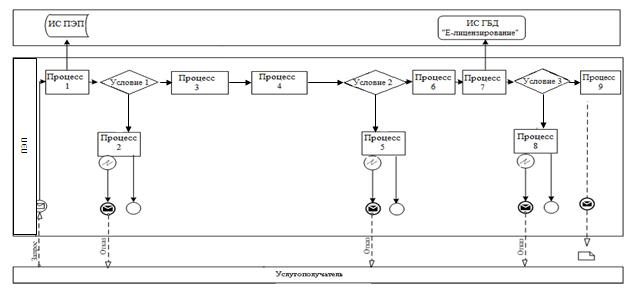 ИС ПЭП
ИС ГБД
"Е-лицензирование"
ПЭП
Процесс
1
Условие 1
Процесс
3
Процесс
4
Условие 2
Процесс
6
Процесс
7
Условие 3
Процесс
9
Процесс
2
Процесс
5
Процесс
8
Запрос
Отказ
Отказ
Отказ
Услугополучатель